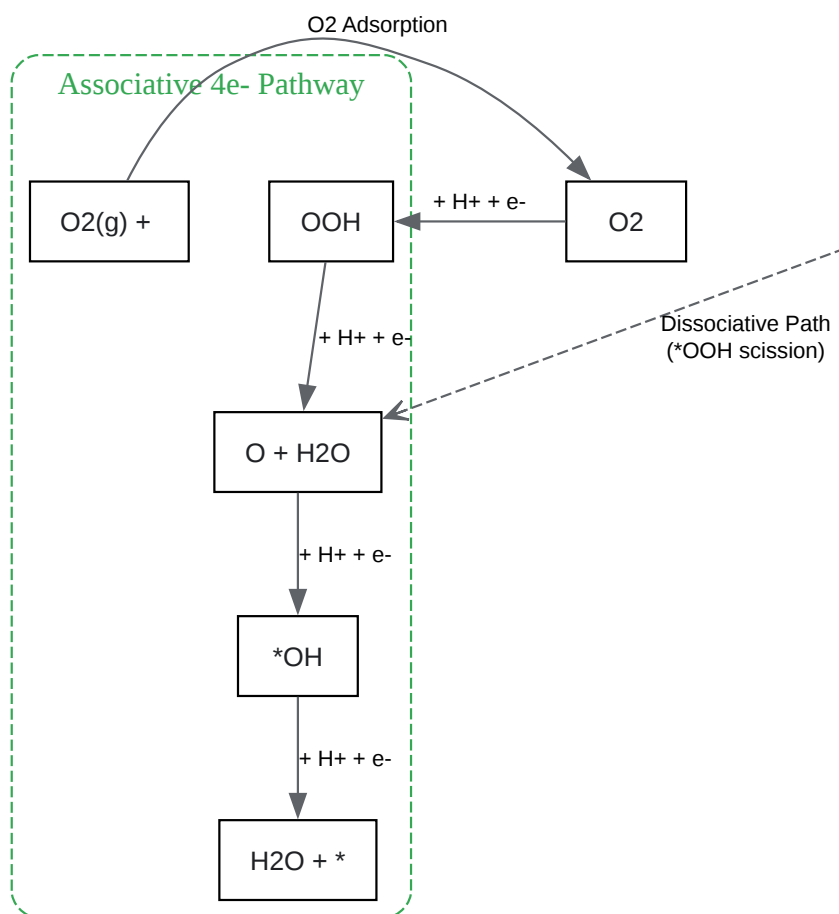 O2 Adsorption
Associative 4e- Pathway
O2(g) +
OOH
+ H+ + e-
O2
Dissociative Path
(*OOH scission)
+ H+ + e-
O + H2O
+ H+ + e-
*OH
+ H+ + e-
H2O + *